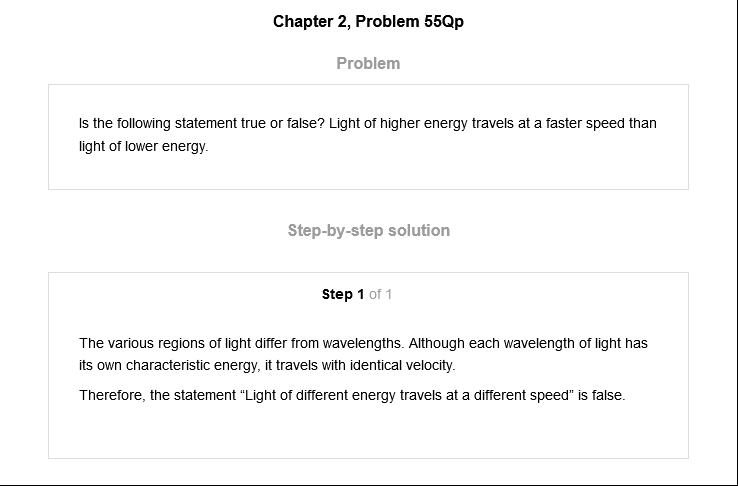 Chapter 2, Problem 55Qp
Problem
Is the following statement true or false? Light of higher energy travels at a faster speed than
light of lower energy.
Step-by-step solution
Step 1 of 1
The various regions of light differ from wavelengths. Although each wavelength of light has
its own characteristic energy, it travels with identical velocity.
Therefore, the statement “Light of different energy travels at a different speed” is false.